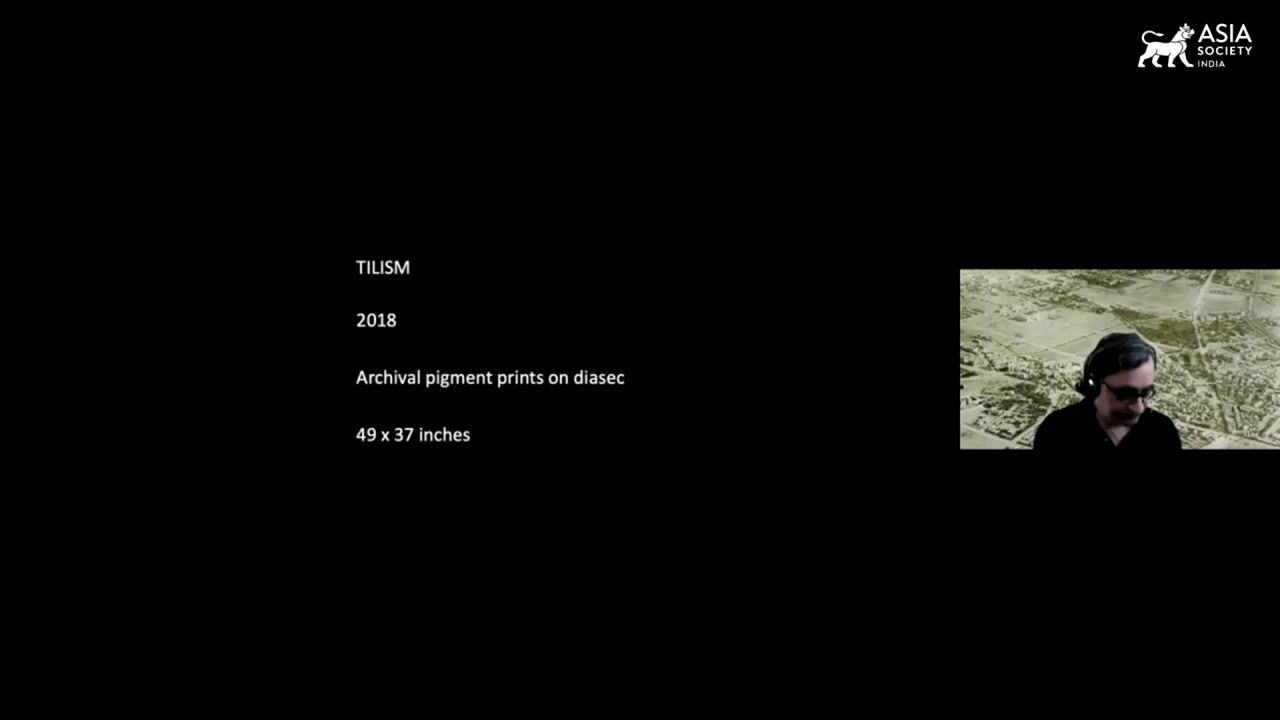 ASIA
SOCIETY
INDIA
TILISM
2018
Archival pigment prints on diasec
49 x 37 inches